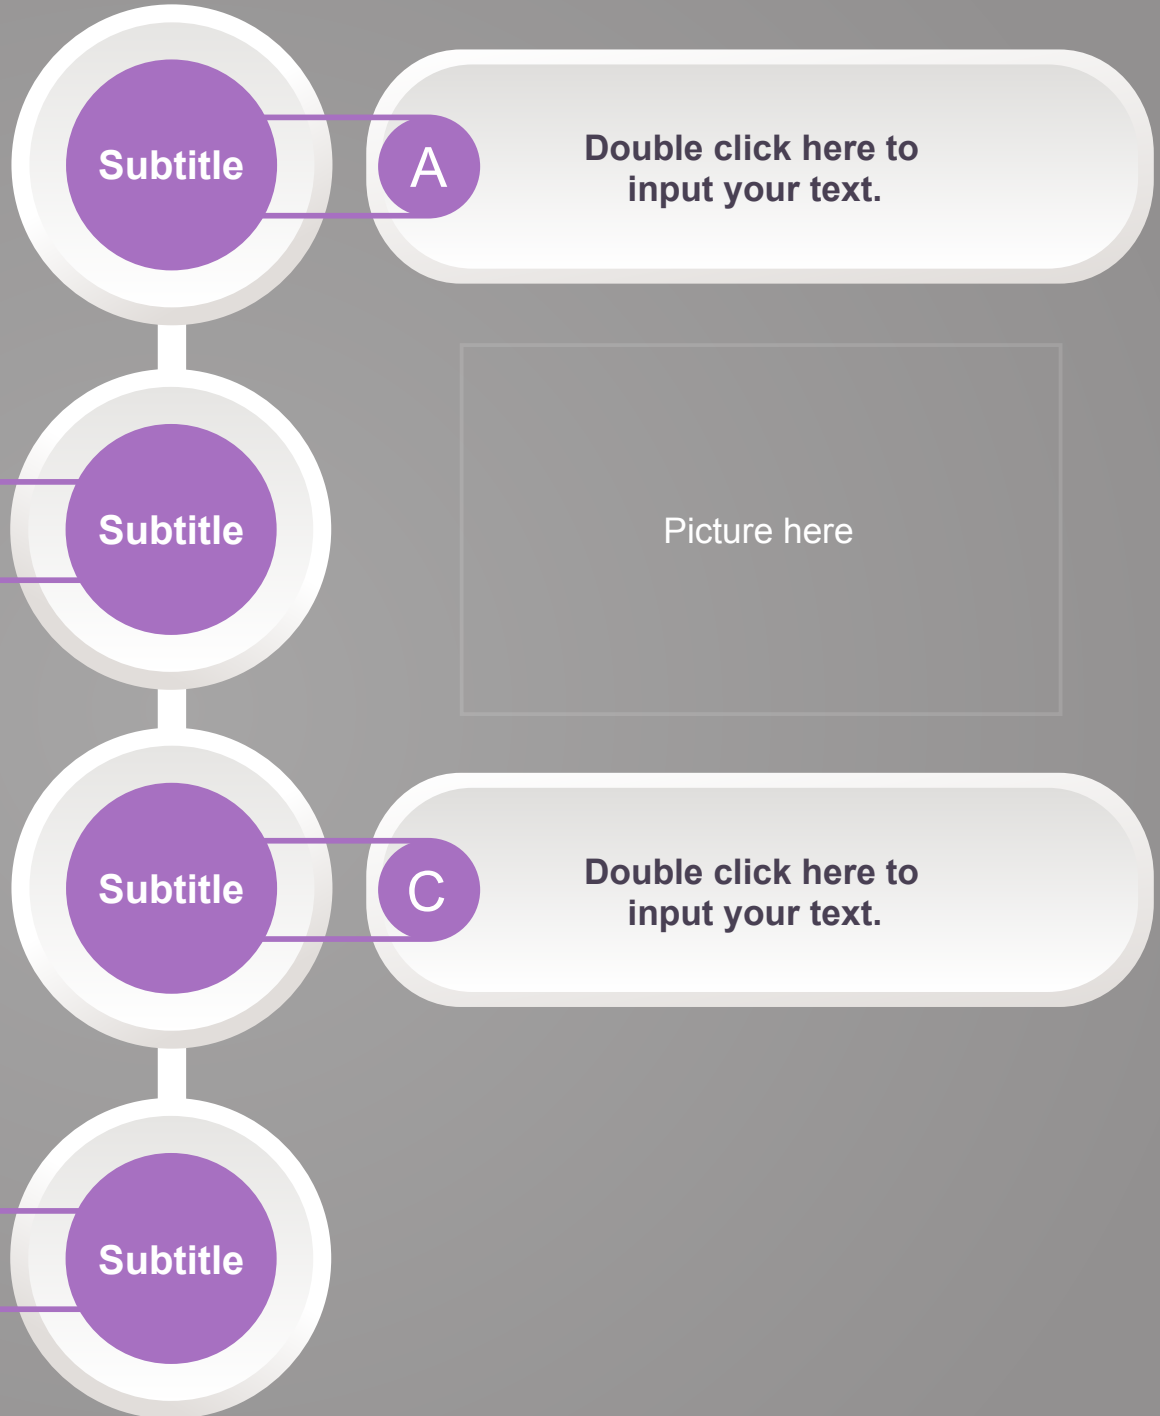 Subtitle
A
Double click here to
input your text.
Subtitle
Picture here
Subtitle
C
Double click here to
input your text.
Subtitle